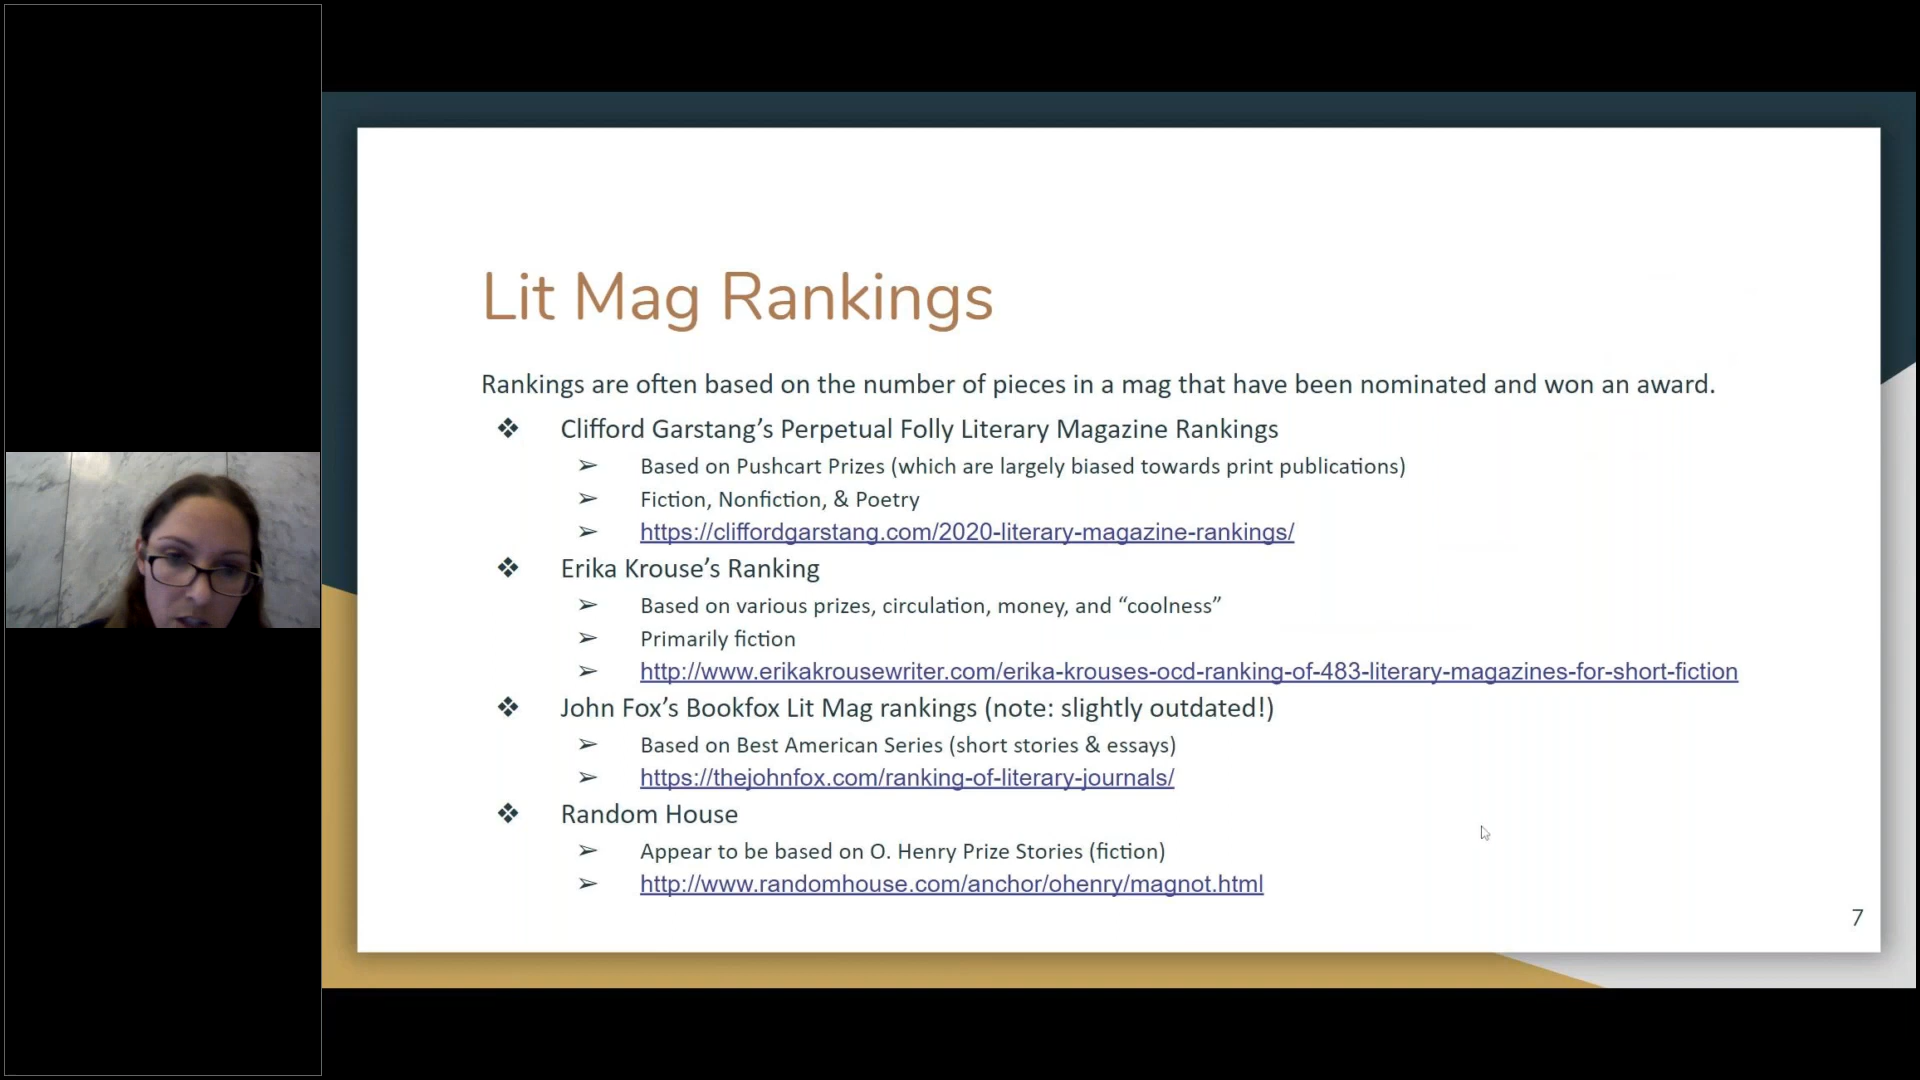 Lit Mag Rankings
Rankings are often based on the number of pieces in a mag that have been nominated and won an award.
❖ Clifford Garstang’s Perpetual Folly Literary Magazine Rankings
➢ Based on Pushcart Prizes (which are largely biased towards print publications)
➢ Fiction, Nonfiction, & Poetry
➢ https://cliffordgarstang.com/2020-literary-magazine-rankings/
❖ Erika Krouse’s Ranking
➢ Based on various prizes, circulation, money, and “coolness”
➢ Primarily fiction
➢ http://www.erikakrousewriter.com/erika-krouses-ocd-ranking-of-483-literary-magazines-for-short-fiction
❖ John Fox’s Bookfox Lit Mag rankings (note: slightly outdated!)
➢ Based on Best American Series (short stories & essays)
➢ https://thejohnfox.com/ranking-of-literary-journals/
❖ Random House
➢ Appear to be based on O. Henry Prize Stories (fiction)
➢ http://www.randomhouse.com/anchor/ohenry/magnot.html
7